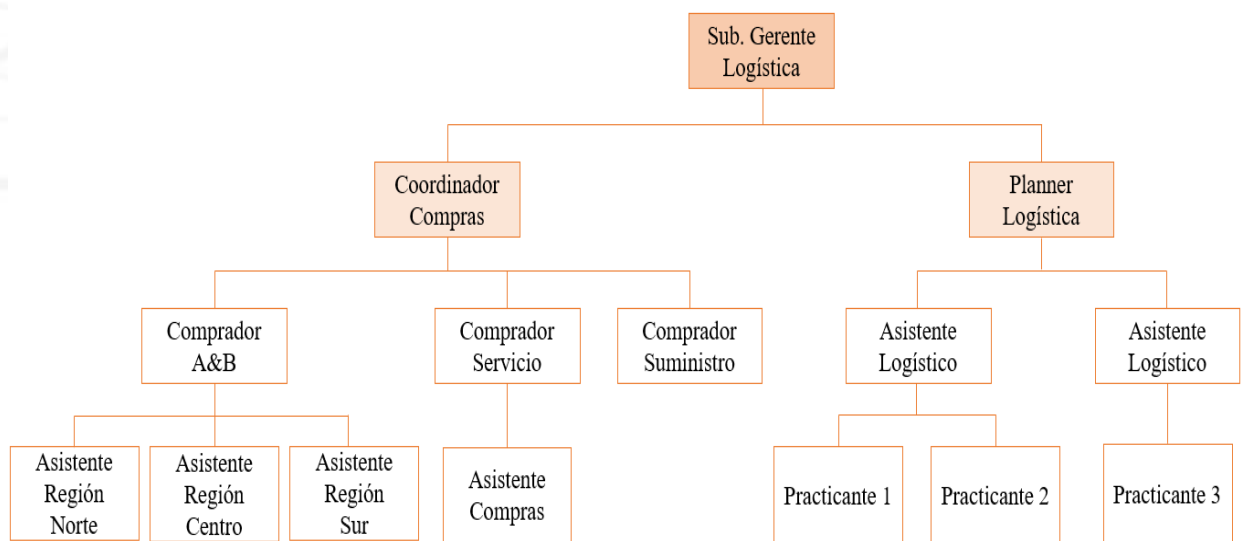 Sub. Gerente
Logística
Coordinador
Compras
Planner
Logística
Comprador
A&B
Comprador
Servicio
Comprador
Suministro
Asistente
Logístico
Asistente
Logístico
Asistente
Región
Norte
Asistente
Región
Centro
Asistente
Región
Sur
Asistente
Compras
Practicante 1
Practicante 2
Practicante 3